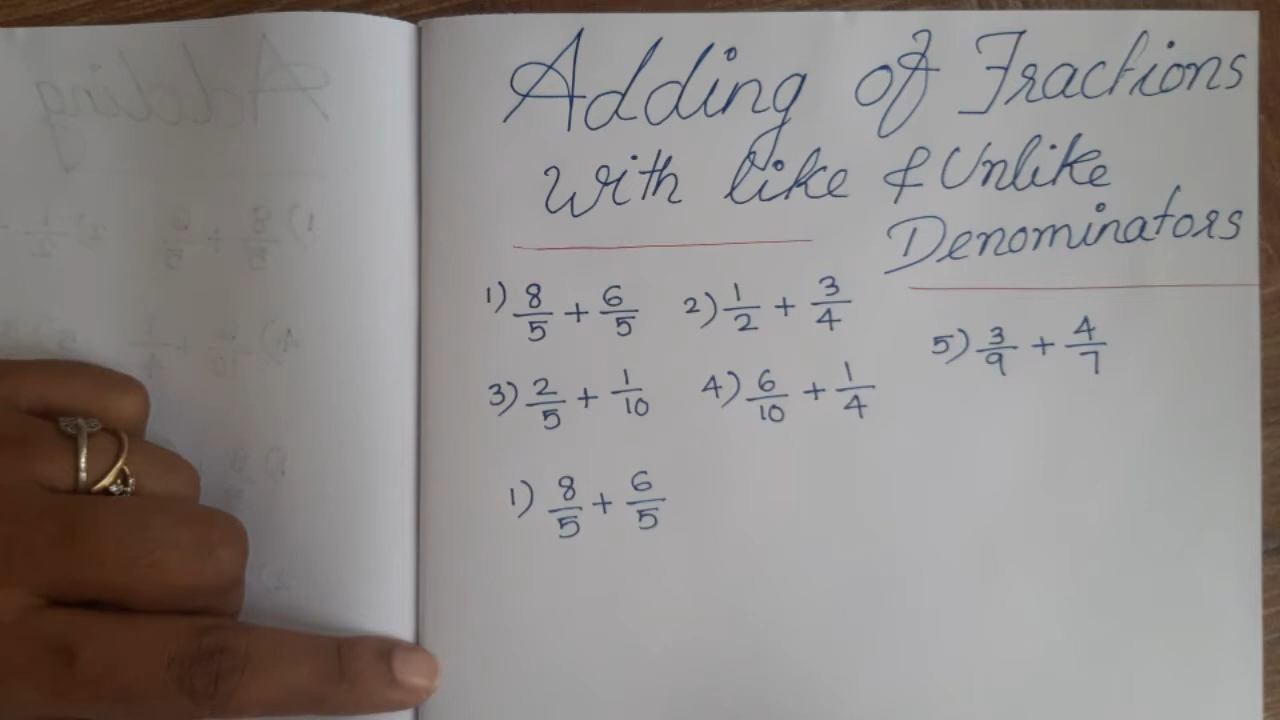 Adding of Fractions
With like & Unlike
Denominators
1) 8/5 + 6/5 2) 1/2 + 3/4
5) 3/9 + 4/7
3) 2/5 + 1/10 4) 6/10 + 1/4
1) 8/5 + 6/5